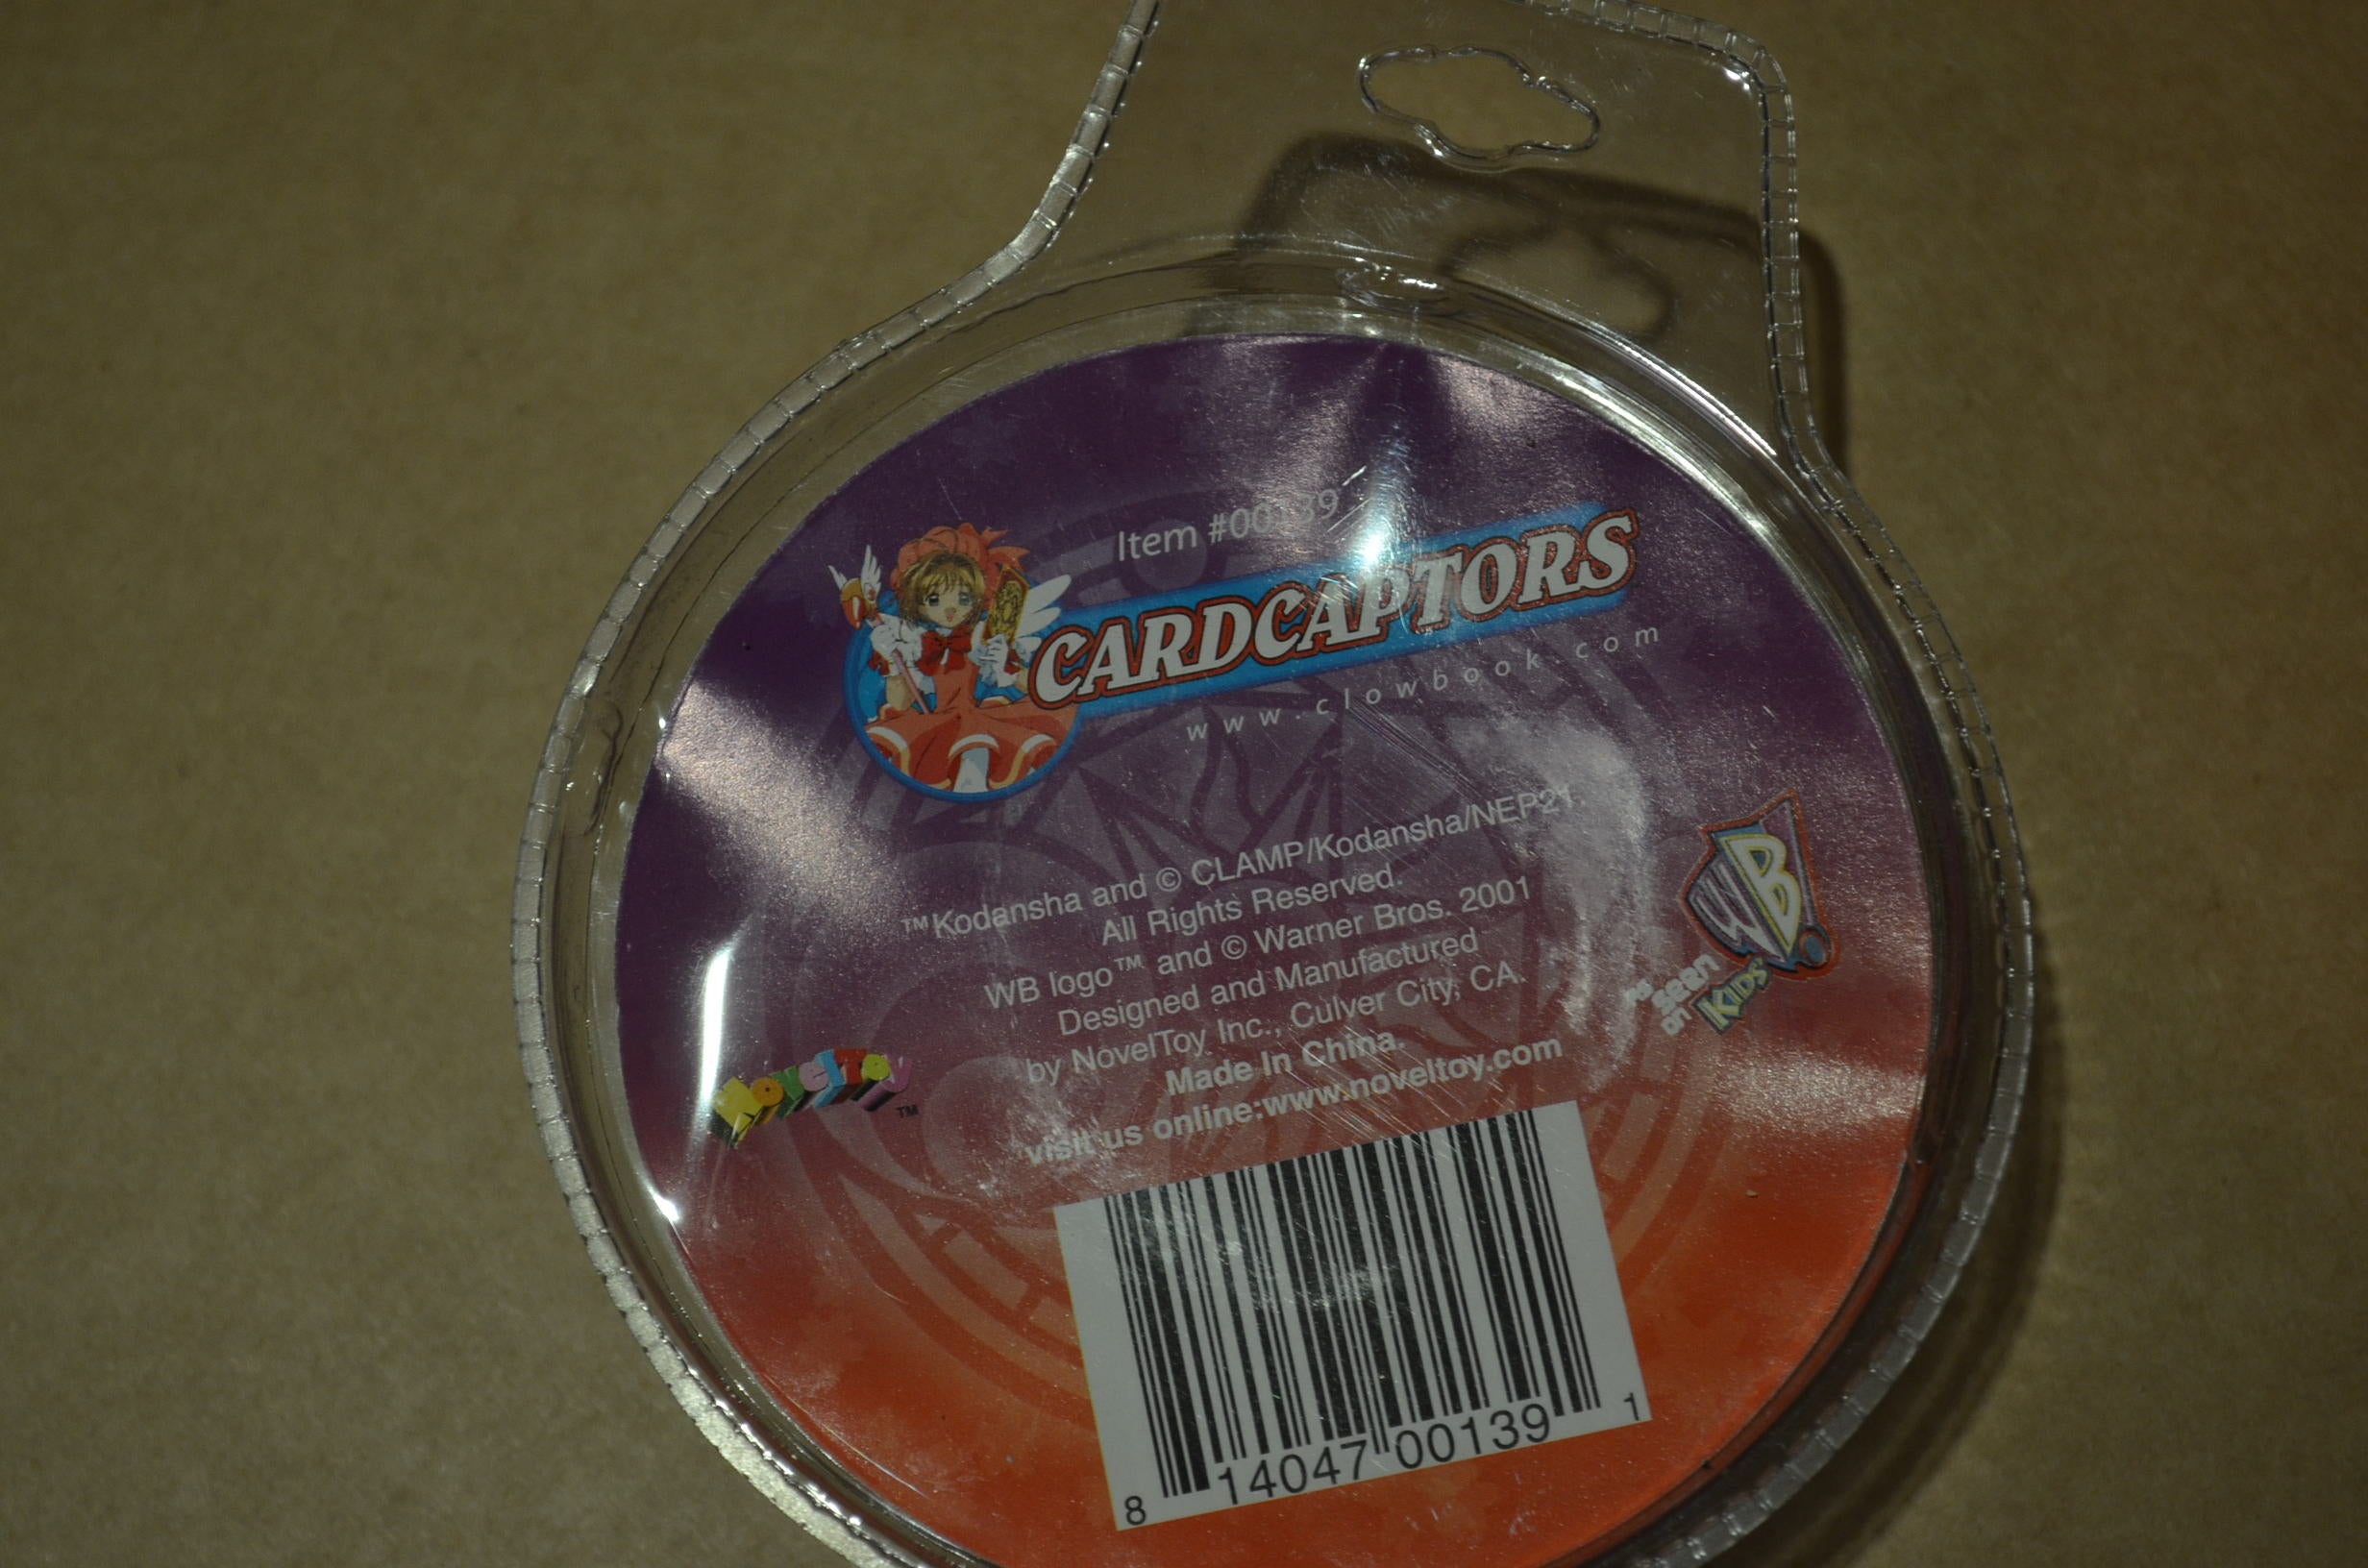 Item #00139
CARDCAPTORS
www.clowbook.com
™Kodansha and © CLAMP/Kodansha/NEP21
All Rights Reserved.
WB logo™ and © Warner Bros. 2001
Designed and Manufactured
by NovelToy Inc., Culver City, CA.
Made In China.
visit us online:www.noveltoy.com
NovelToy™
WB
as seen on
KIDS
8 14047 00139 1